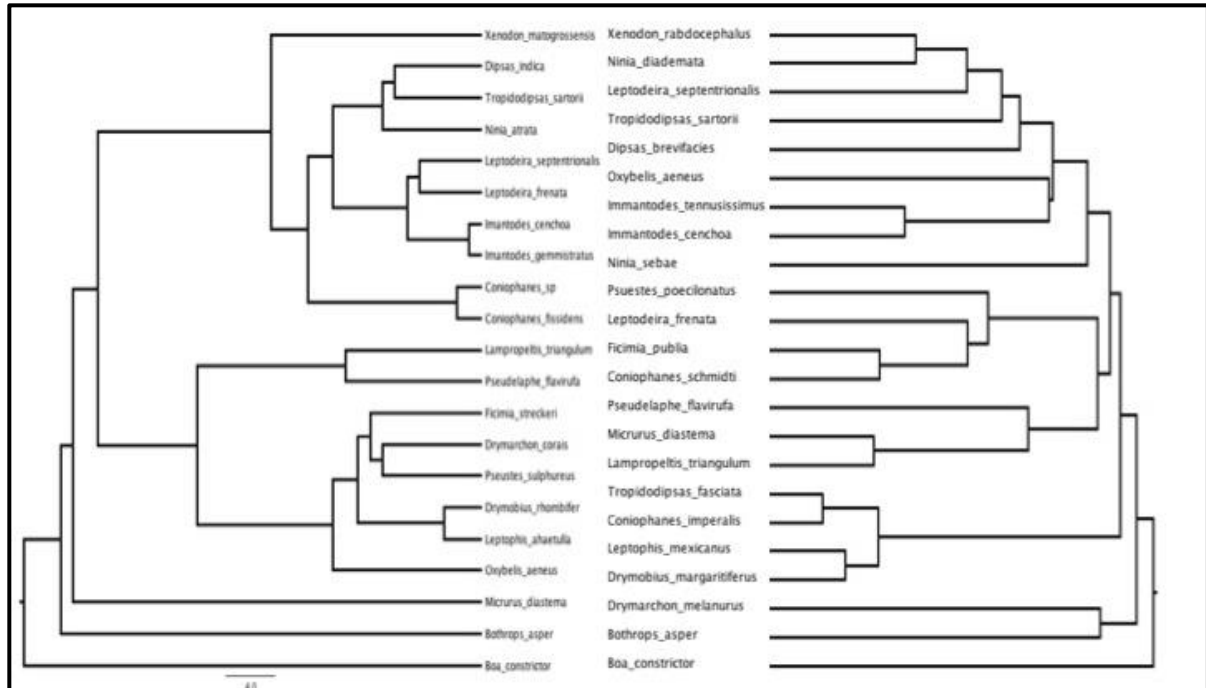 Xenodon_matogrossensis
Dipsas_indica
Tropidodipsas_sartorii
Ninia_atrata
Leptodeira_septentrionalis
Leptodeira_frenata
Imantodes_cenchoa
Imantodes_gemmistratus
Coniophanes_sp
Coniophanes_fissidens
Lampropeltis_triangulum
Pseudelaphe_flavirufa
Ficimia_streckeri
Drymarchon_corais
Pseustes_sulphureus
Drymobius_rhombifer
Leptophis_ahaetulla
Oxybelis_aeneus
Micrurus_diastema
Bothrops_asper
Boa_constrictor
4.0
Xenodon_rabdocephalus
Ninia_diademata
Leptodeira_septentrionalis
Tropidodipsas_sartorii
Dipsas_brevifacies
Oxybelis_aeneus
Immantodes_tennusissimus
Immantodes_cenchoa
Ninia_sebae
Psuestes_poecilonatus
Leptodeira_frenata
Ficimia_publia
Coniophanes_schmidti
Pseudelaphe_flavirufa
Micrurus_diastema
Lampropeltis_triangulum
Tropidodipsas_fasciata
Coniophanes_imperalis
Leptophis_mexicanus
Drymobius_margaritiferus
Drymarchon_melanurus
Bothrops_asper
Boa_constrictor